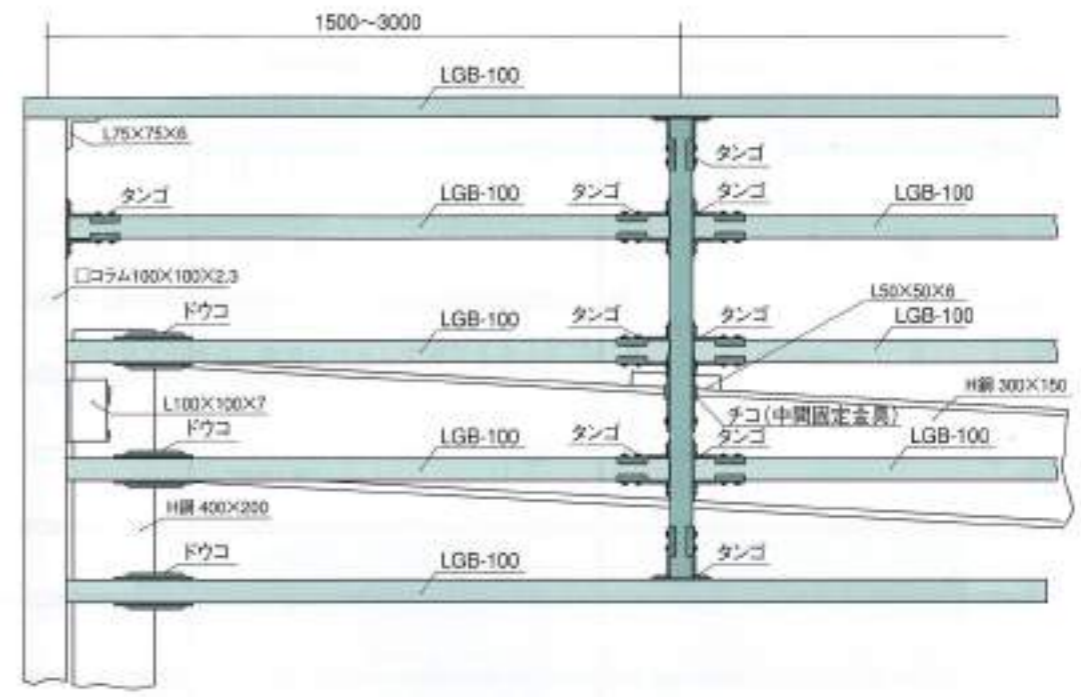 1500～3000
LGB-100
L75×75×6
タンゴ
タンゴ
LGB-100
タンゴ
タンゴ
LGB-100
□コラム100×100×2.3
L50×50×6
ドウコ
LGB-100
タンゴ
タンゴ
LGB-100
H鋼 300×150
L100×100×7
チコ(中間固定金具)
ドウコ
LGB-100
タンゴ
タンゴ
LGB-100
H鋼 400×200
ドウコ
LGB-100
タンゴ